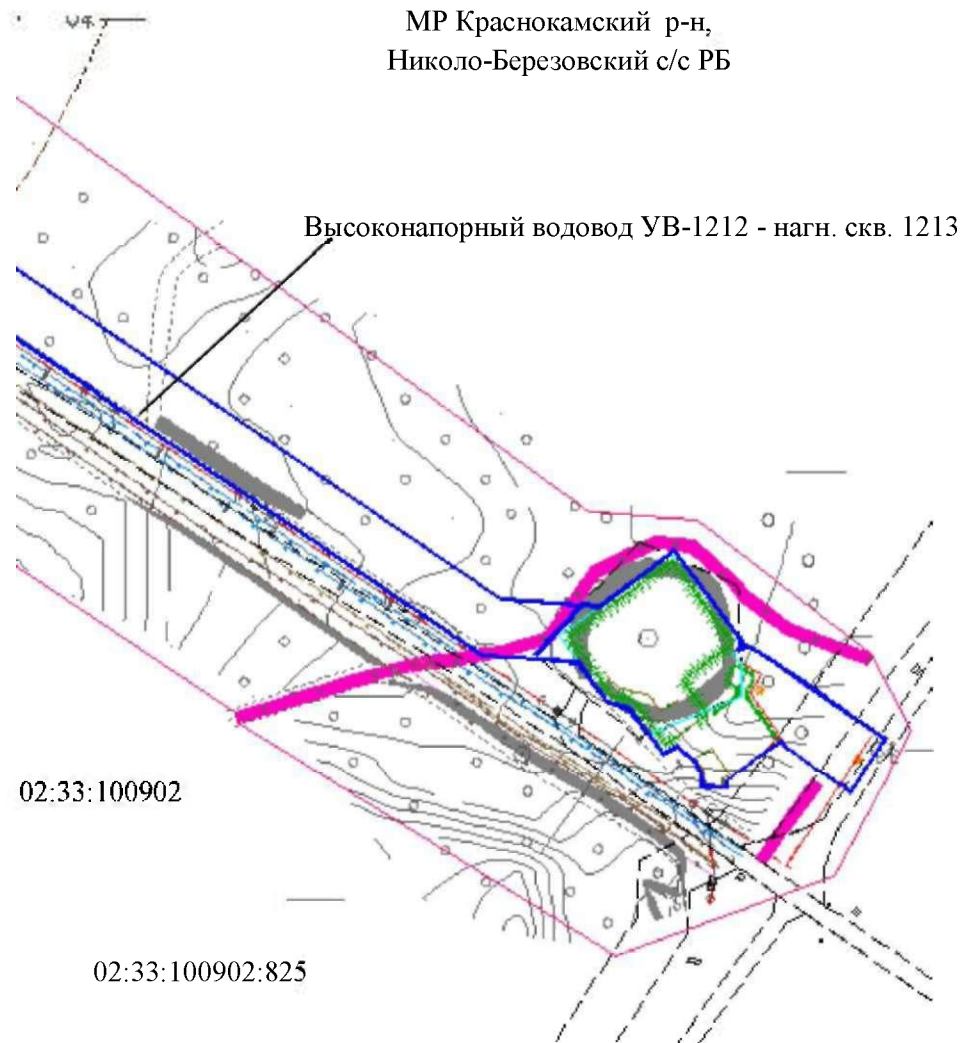 МР Краснокамский р-н,
Николо-Березовский с/с РБ
Высоконапорный водовод УВ-1212 - нагн. скв. 1213
02:33:100902
02:33:100902:825